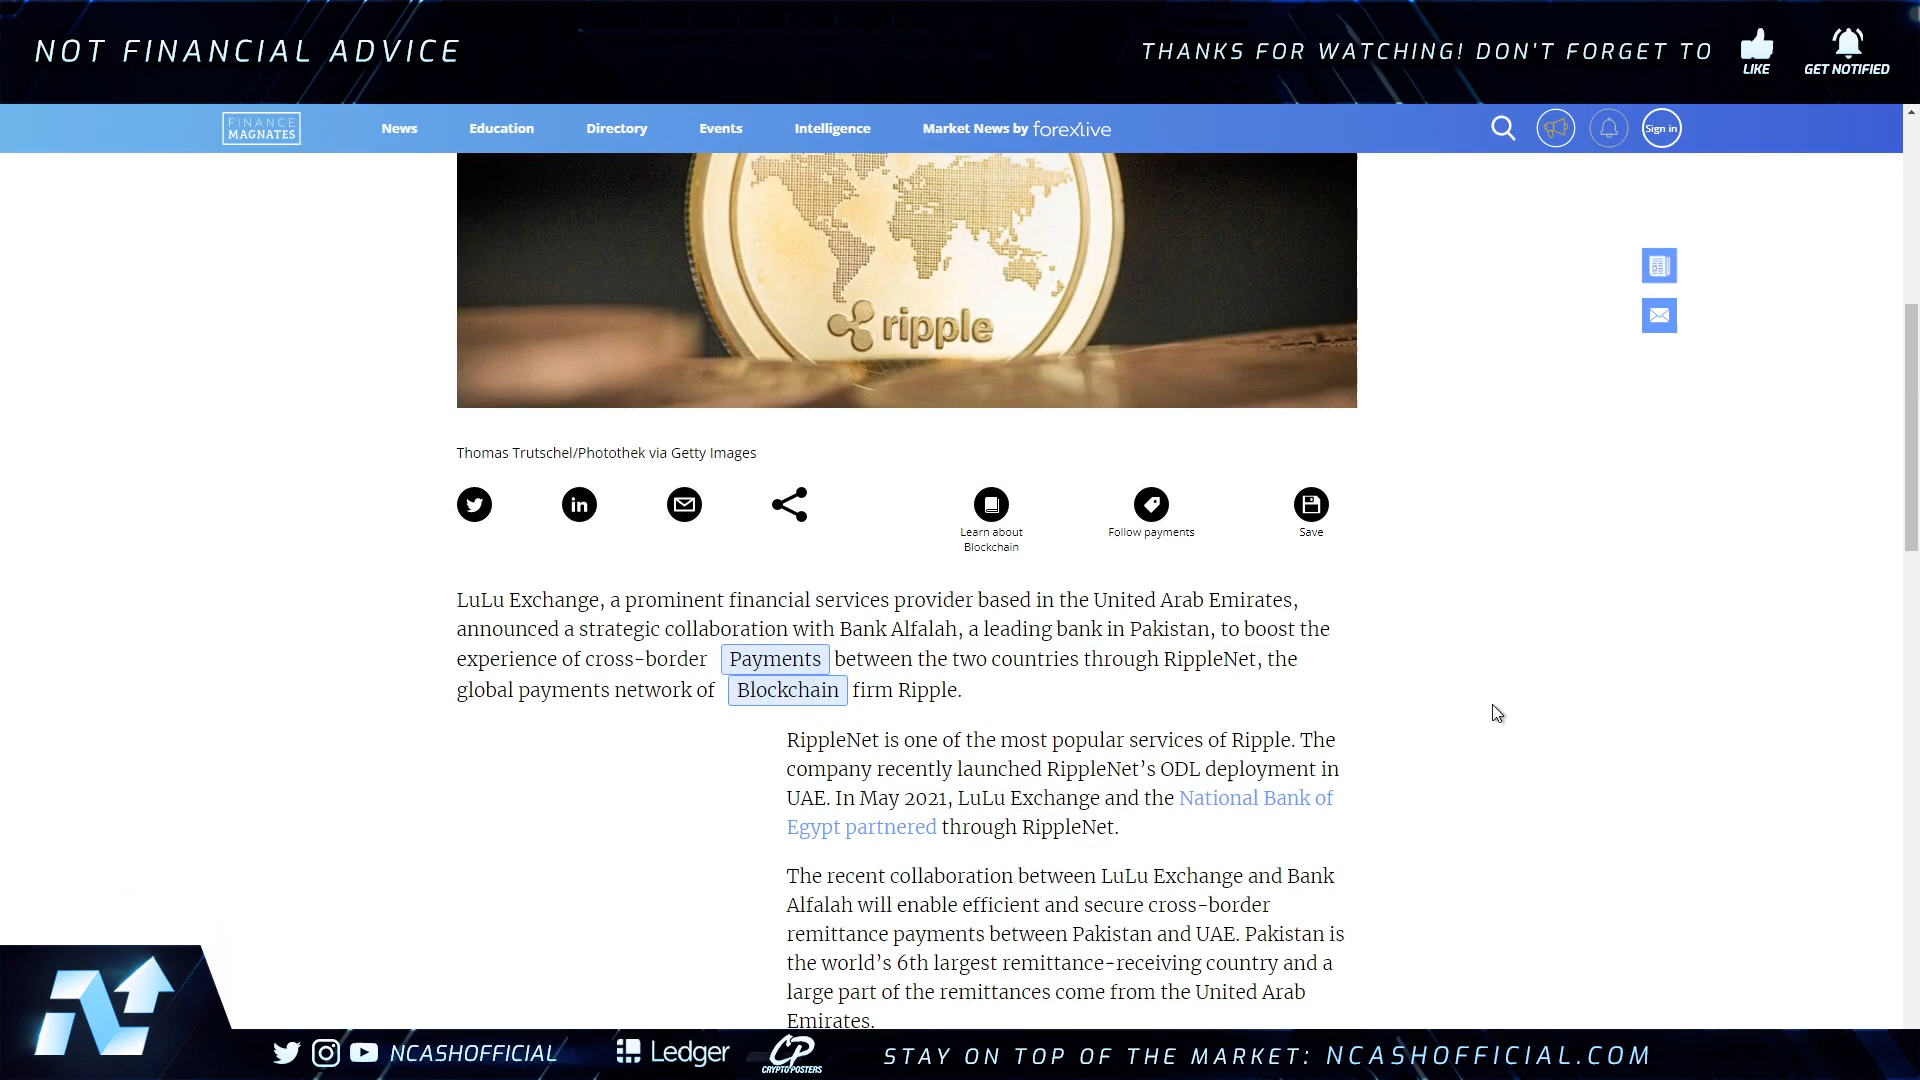 NOT FINANCIAL ADVICE
THANKS FOR WATCHING! DON'T FORGET TO
LIKE
GET NOTIFIED
FINANCE
MAGNATES
News
Education
Directory
Events
Intelligence
Market News by forexlive
Sign in
ripple
Thomas Trutschel/Photothek via Getty Images
in
Learn about
Blockchain
Follow payments
Save
LuLu Exchange, a prominent financial services provider based in the United Arab Emirates,
announced a strategic collaboration with Bank Alfalah, a leading bank in Pakistan, to boost the
experience of cross-border Payments between the two countries through RippleNet, the
global payments network of Blockchain firm Ripple.
RippleNet is one of the most popular services of Ripple. The
company recently launched RippleNet’s ODL deployment in
UAE. In May 2021, LuLu Exchange and the National Bank of
Egypt partnered through RippleNet.
The recent collaboration between LuLu Exchange and Bank
Alfalah will enable efficient and secure cross-border
remittance payments between Pakistan and UAE. Pakistan is
the world’s 6th largest remittance-receiving country and a
large part of the remittances come from the United Arab
Emirates.
NCASHOFFICIAL
Ledger
CP
CRYPTOPOSTERS
STAY ON TOP OF THE MARKET: NCASHOFFICIAL.COM